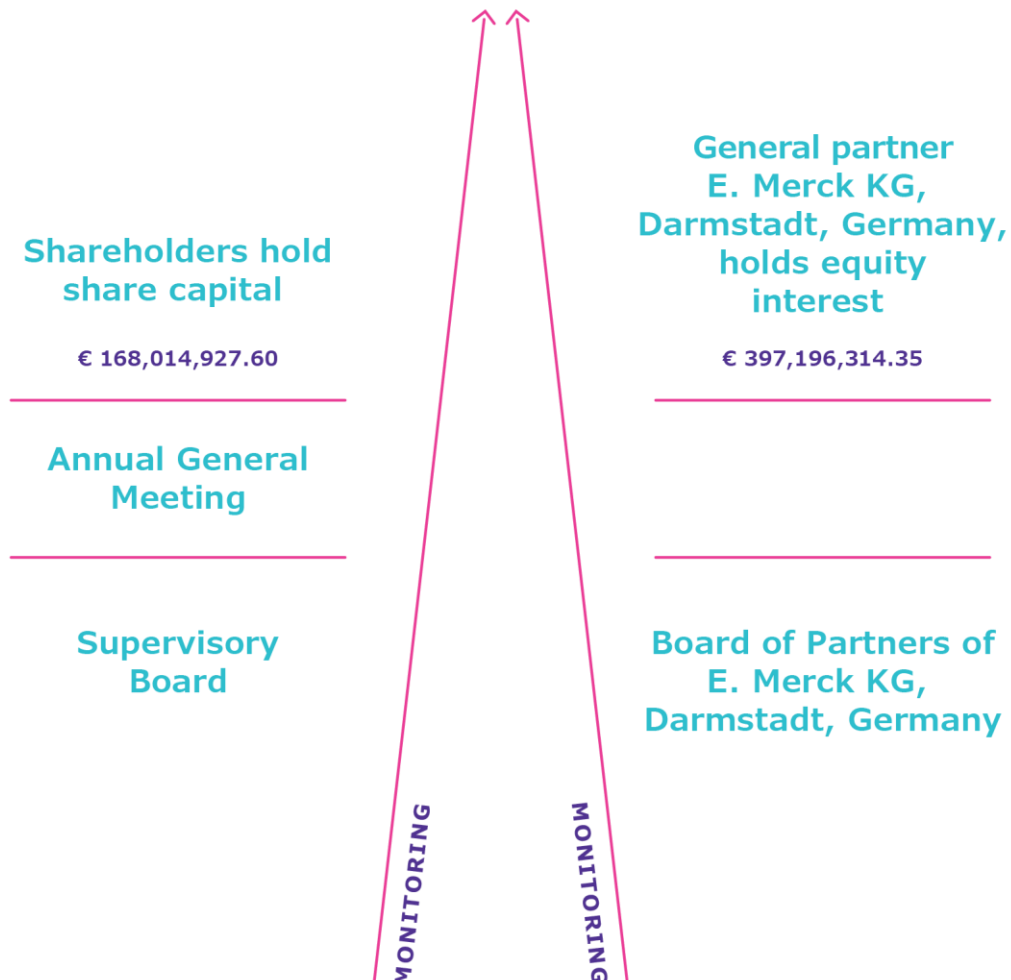 Shareholders hold
share capital
€ 168,014,927.60
Annual General
Meeting
Supervisory
Board
MONITORING
General partner
E. Merck KG,
Darmstadt, Germany,
holds equity
interest
€ 397,196,314.35
Board of Partners of
E. Merck KG,
Darmstadt, Germany
MONITORING